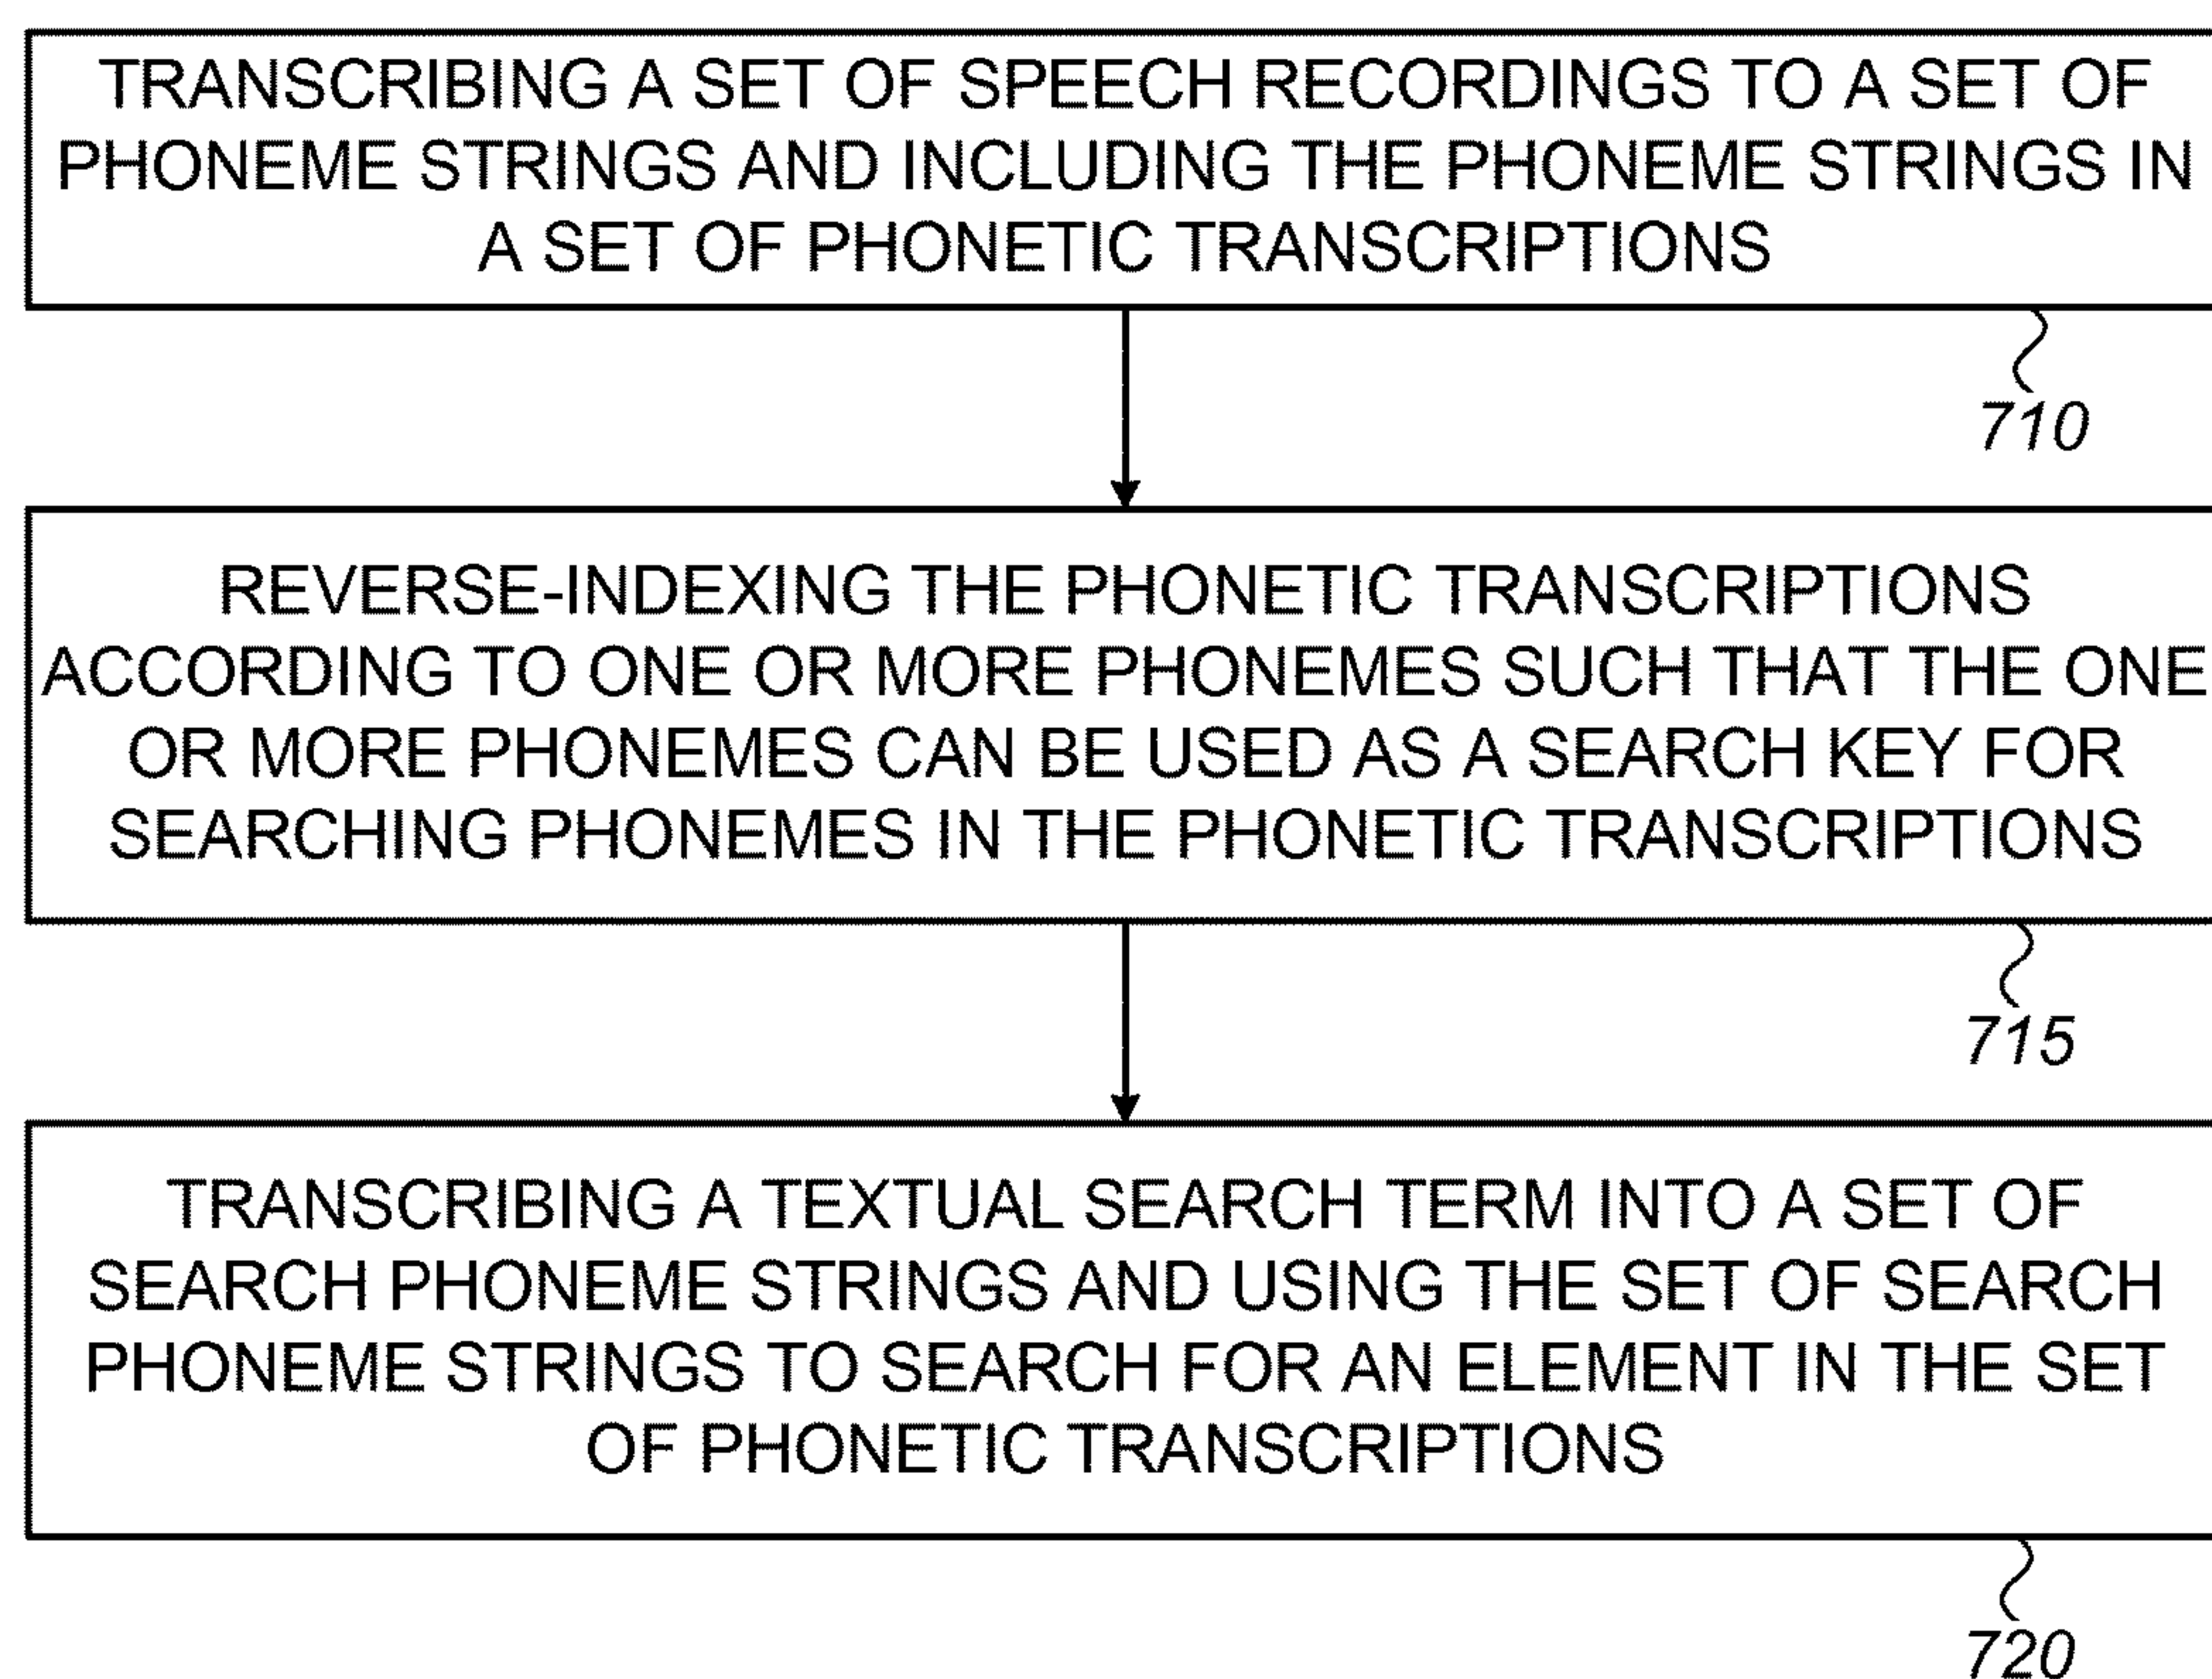 TRANSCRIBING A SET OF SPEECH RECORDINGS TO A SET OF
PHONEME STRINGS AND INCLUDING THE PHONEME STRINGS IN
A SET OF PHONETIC TRANSCRIPTIONS
710
REVERSE-INDEXING THE PHONETIC TRANSCRIPTIONS
ACCORDING TO ONE OR MORE PHONEMES SUCH THAT THE ONE
OR MORE PHONEMES CAN BE USED AS A SEARCH KEY FOR
SEARCHING PHONEMES IN THE PHONETIC TRANSCRIPTIONS
715
TRANSCRIBING A TEXTUAL SEARCH TERM INTO A SET OF
SEARCH PHONEME STRINGS AND USING THE SET OF SEARCH
PHONEME STRINGS TO SEARCH FOR AN ELEMENT IN THE SET
OF PHONETIC TRANSCRIPTIONS
720